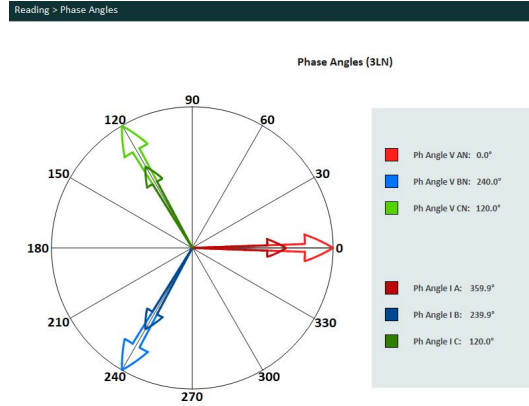 Reading > Phase Angles
Phase Angles (3LN)
90
120
60
150
30
180
0
210
330
240
300
270
Ph Angle V AN: 0.0°
Ph Angle V BN: 240.0°
Ph Angle V CN: 120.0°
Ph Angle I A: 359.9°
Ph Angle I B: 239.9°
Ph Angle I C: 120.0°